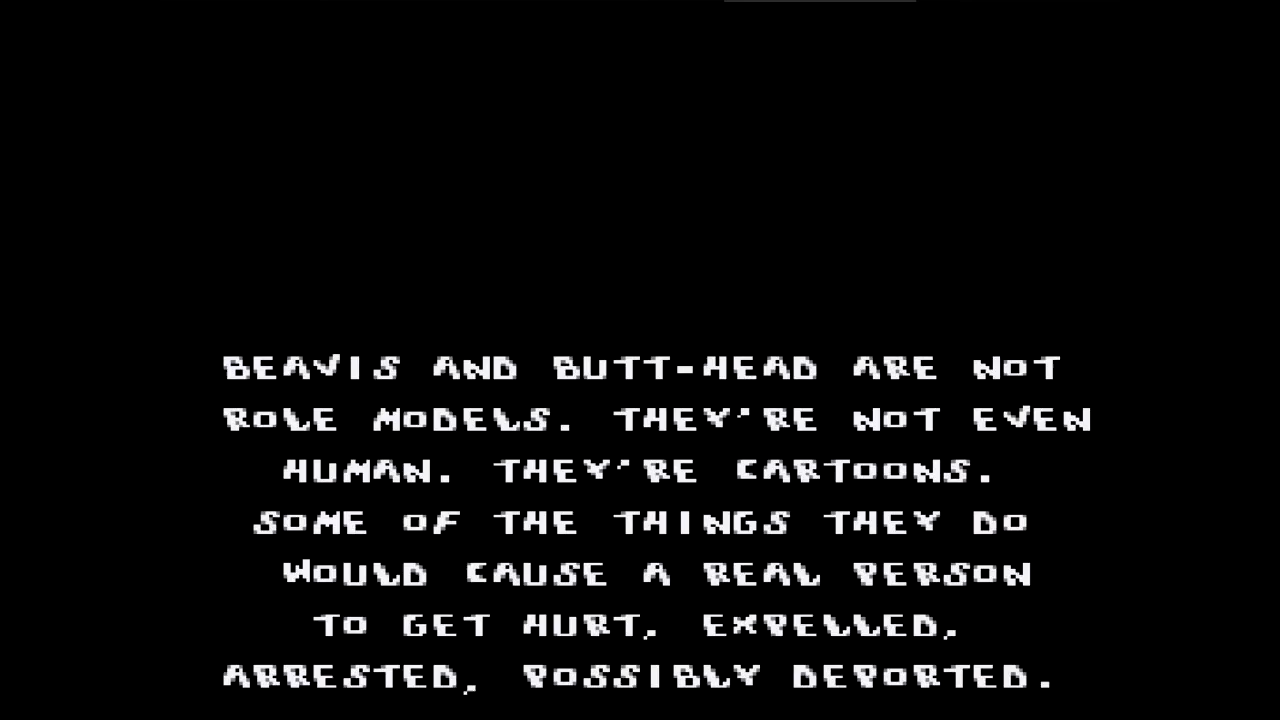 BEAVIS AND BUTT-HEAD ARE NOT
ROLE MODELS. THEY'RE NOT EVEN
HUMAN. THEY'RE CARTOONS.
SOME OF THE THINGS THEY DO
WOULD CAUSE A REAL PERSON
TO GET HURT, EXPELLED,
ARRESTED, POSSIBLY DEPORTED.